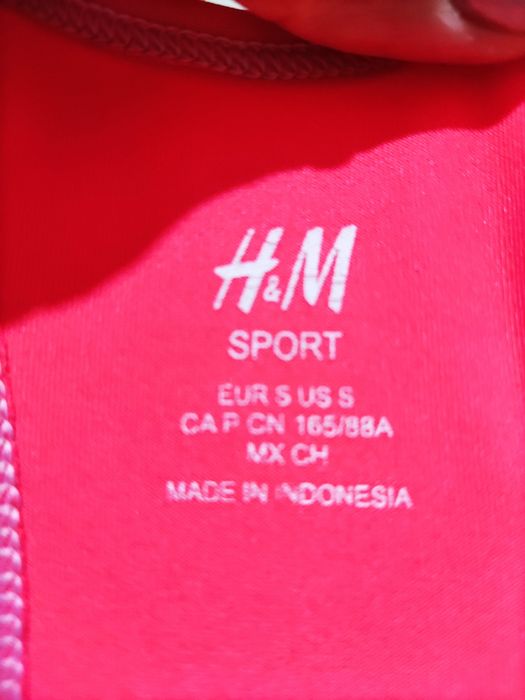 H&M
SPORT
EUR S US S
CA P CN 165/88A
MX CH
MADE IN INDONESIA